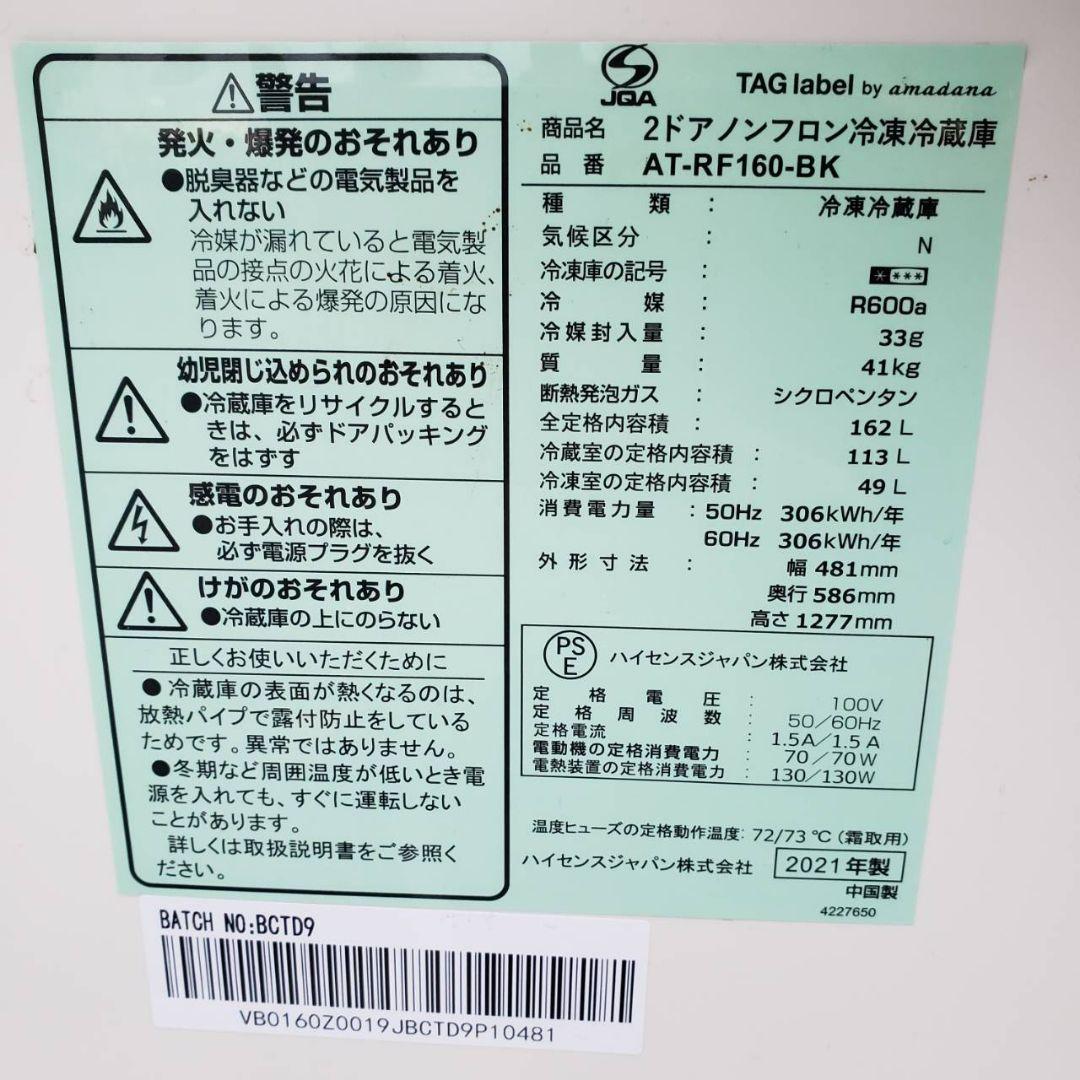 警告
発火・爆発のおそれあり
●脱臭器などの電気製品を
入れない
冷媒が漏れていると電気製
品の接点の火花による着火、
着火による爆発の原因にな
ります。
幼児閉じ込められのおそれあり
●冷蔵庫をリサイクルすると
きは、必ずドアパッキング
をはずす
感電のおそれあり
●お手入れの際は、
必ず電源プラグを抜く
けがのおそれあり
●冷蔵庫の上にのらない
正しくお使いいただくために
●冷蔵庫の表面が熱くなるのは、
放熱パイプで露付防止をしている
ためです。異常ではありません。
●冬期など周囲温度が低いとき電
源を入れても、すぐに運転しない
ことがあります。
詳しくは取扱説明書をご参照く
ださい。
JQA
TAG label by amadana
商品名 2ドアノンフロン冷凍冷蔵庫
品番 AT-RF160-BK
種類 : 冷凍冷蔵庫
気候区分 : N
冷凍庫の記号 : * ***
冷媒 : R600a
冷媒封入量 : 33g
質量 : 41kg
断熱発泡ガス : シクロペンタン
全定格内容積 : 162 L
冷蔵室の定格内容積 : 113 L
冷凍室の定格内容積 : 49 L
消費電力量 : 50Hz 306kWh/年
60Hz 306kWh/年
外形寸法 : 幅 481mm
奥行 586mm
高さ 1277mm
PS
E
ハイセンスジャパン株式会社
定格電圧 : 100V
定格周波数 : 50/60Hz
定格電流 : 1.5A/1.5A
電動機の定格消費電力 : 70/70W
電熱装置の定格消費電力 : 130/130W
温度ヒューズの定格動作温度: 72/73℃(霜取用)
ハイセンスジャパン株式会社 2021年製
中国製
4227650
BATCH NO:BCTD9
VB0160Z0019JBCTD9P10481